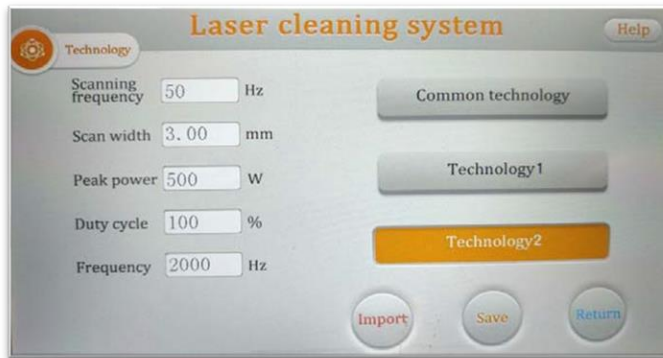 Laser cleaning system
Help
Technology
Scanning
frequency 50 Hz
Scan width 3.00 mm
Peak power 500 W
Duty cycle 100 %
Frequency 2000 Hz
Common technology
Technology1
Technology2
Import
Save
Return